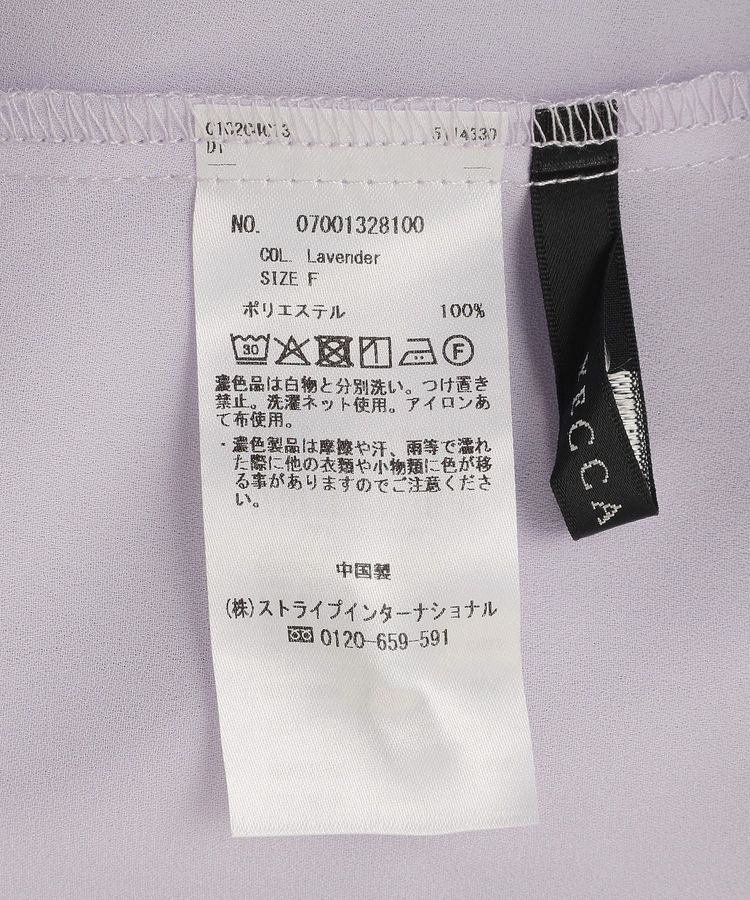 NO. 07001328100
COL. Lavender
SIZE F
ポリエステル 100%
30
F
濃色品は白物と分別洗い。つけ置き
禁止。洗濯ネット使用。アイロンあ
て布使用。
・濃色製品は摩擦や汗、雨等で濡れ
た際に他の衣類や小物類に色が移
る事がありますのでご注意くださ
い。
中国製
(株)ストライプインターナショナル
0120-659-591